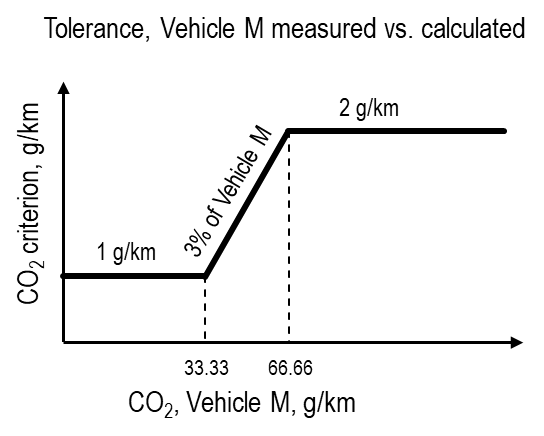 Tolerance, Vehicle M measured vs. calculated
2 g/km
3% of Vehicle M
1 g/km
CO₂ criterion, g/km
33.33 66.66
CO₂, Vehicle M, g/km